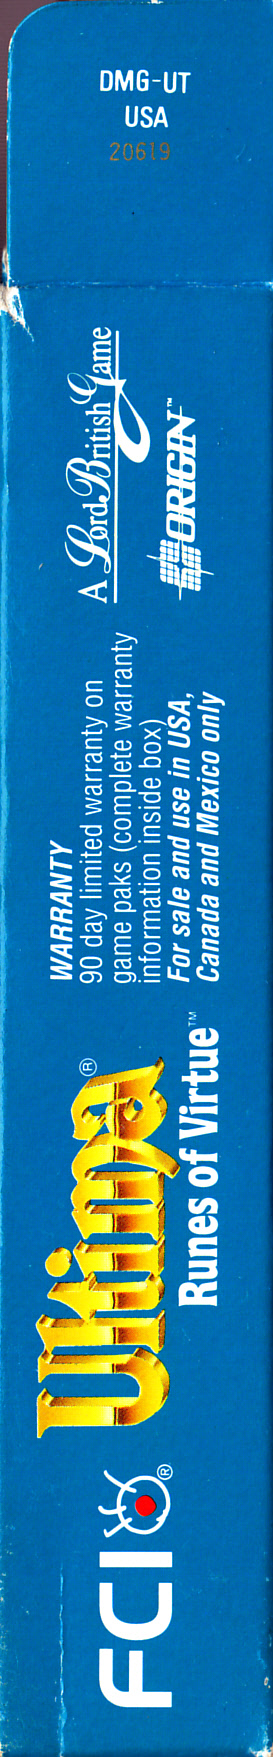 DMG-UT
USA
20619
A Lord British Game
ORIGIN™
WARRANTY
90 day limited warranty on
game paks (complete warranty
information inside box)
For sale and use in USA,
Canada and Mexico only
Ultima®
Runes of Virtue™
FCI®